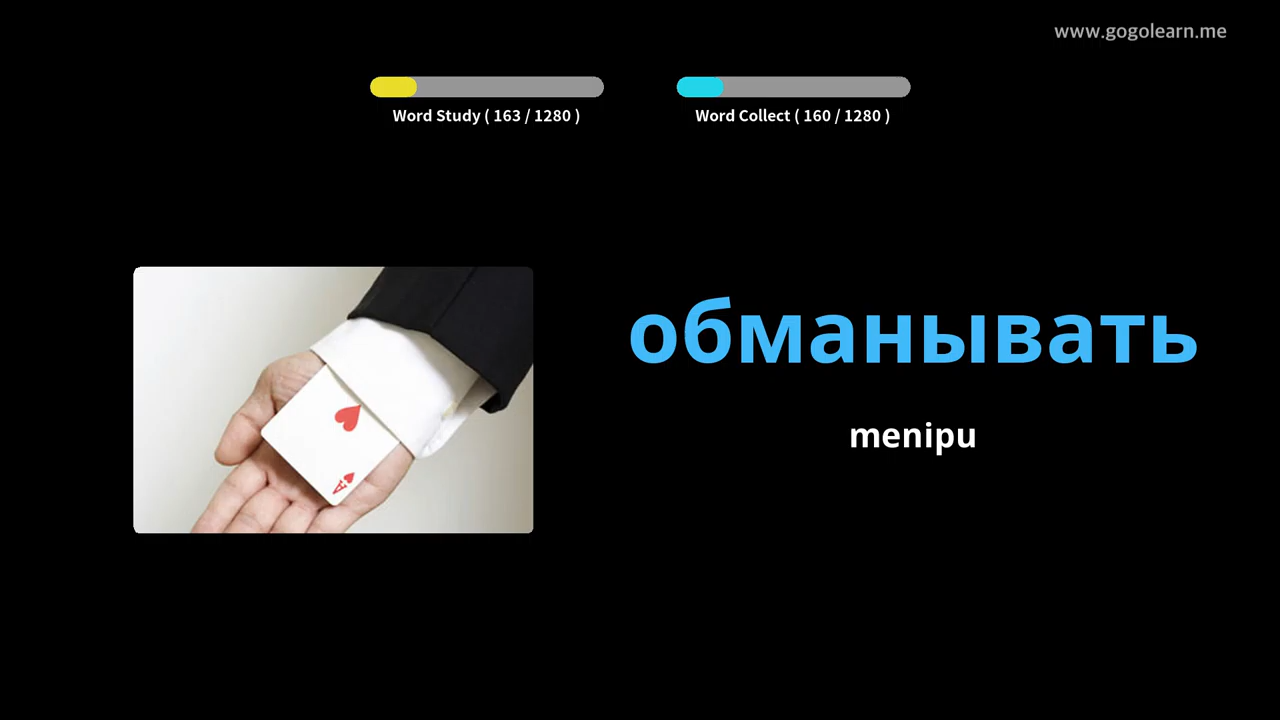 www.gogolearn.me
Word Study ( 163 / 1280 )
Word Collect ( 160 / 1280 )
обманывать
menipu
A